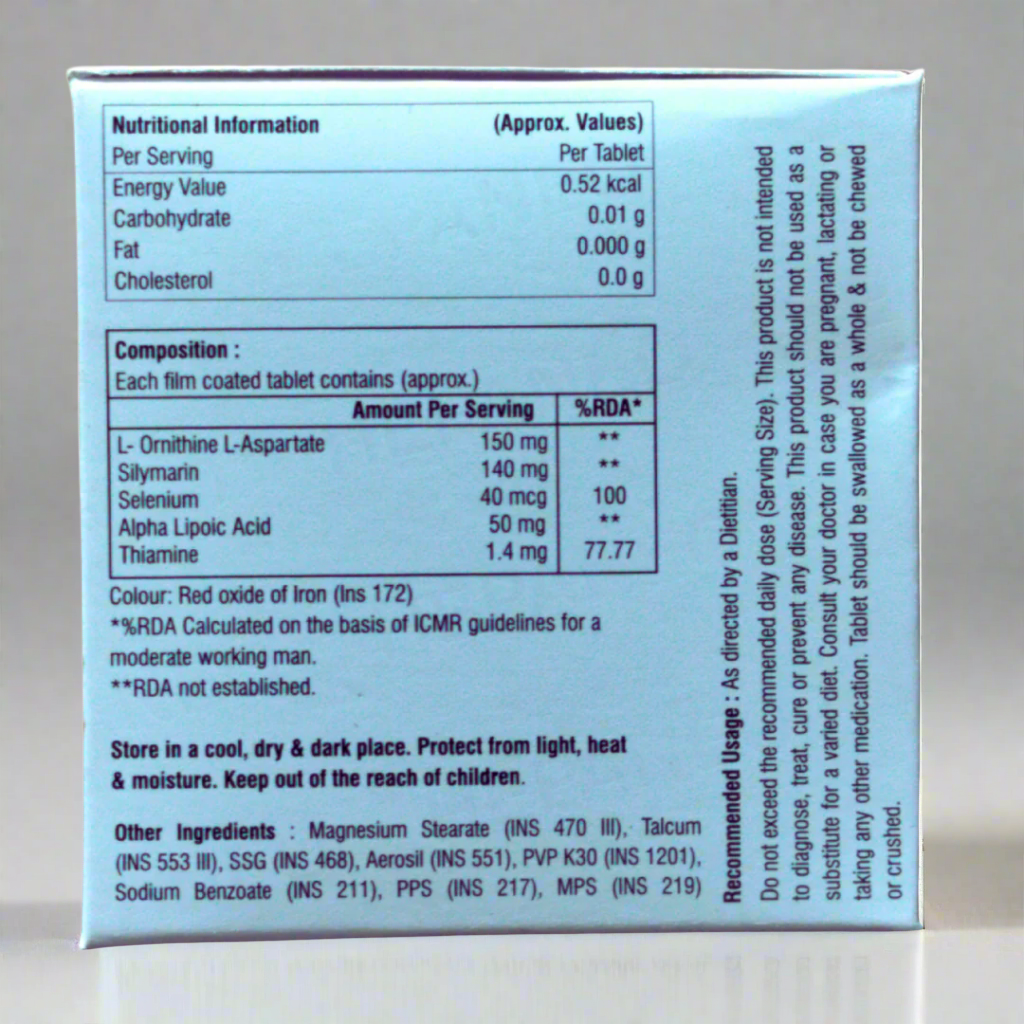 Nutritional Information (Approx. Values)
Per Serving Per Tablet
Energy Value 0.52 kcal
Carbohydrate 0.01 g
Fat 0.000 g
Cholesterol 0.0 g
Composition :
Each film coated tablet contains (approx.)
Amount Per Serving %RDA*
L- Ornithine L-Aspartate 150 mg **
Silymarin 140 mg **
Selenium 40 mcg 100
Alpha Lipoic Acid 50 mg **
Thiamine 1.4 mg 77.77
Colour: Red oxide of Iron (Ins 172)
*%RDA Calculated on the basis of ICMR guidelines for a
moderate working man.
**RDA not established.
Store in a cool, dry & dark place. Protect from light, heat
& moisture. Keep out of the reach of children.
Other Ingredients : Magnesium Stearate (INS 470 III), Talcum
(INS 553 III), SSG (INS 468), Aerosil (INS 551), PVP K30 (INS 1201),
Sodium Benzoate (INS 211), PPS (INS 217), MPS (INS 219)
Recommended Usage : As directed by a Dietitian.
Do not exceed the recommended daily dose (Serving Size). This product is not intended
to diagnose, treat, cure or prevent any disease. This product should not be used as a
substitute for a varied diet. Consult your doctor in case you are pregnant, lactating or
taking any other medication. Tablet should be swallowed as a whole & not be chewed
or crushed.